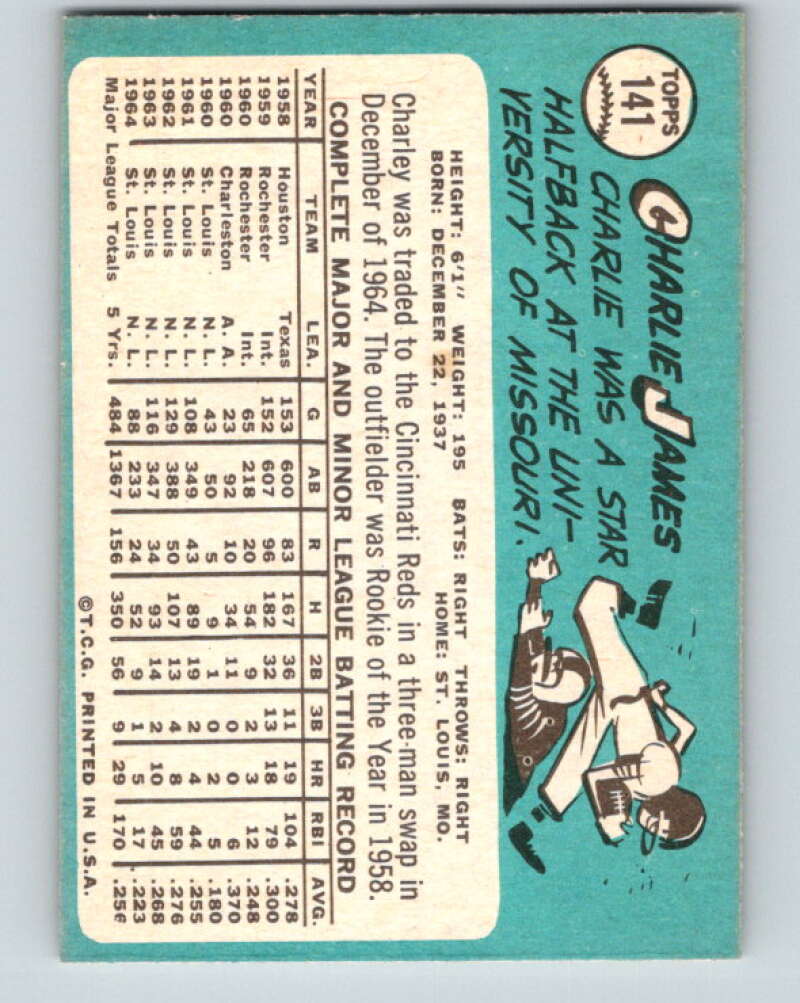 TOPPS
141
CHARLIE JAMES
CHARLIE WAS A STAR
HALFBACK AT THE UNI-
VERSITY OF MISSOURI.
HEIGHT: 6'1" WEIGHT: 195 BATS: RIGHT THROWS: RIGHT
BORN: DECEMBER 22, 1937 HOME: ST. LOUIS, MO.
Charley was traded to the Cincinnati Reds in a three-man swap in
December of 1964. The outfielder was Rookie of the Year in 1958.
COMPLETE MAJOR AND MINOR LEAGUE BATTING RECORD
YEAR TEAM LEA. G AB R H 2B 3B HR RBI AVG.
1958 Houston Texas 153 600 83 167 36 11 19 104 .278
1959 Rochester Int. 152 607 96 182 32 13 18 79 .300
1960 Rochester Int. 65 218 20 54 9 2 3 12 .248
1960 Charleston A. A. 23 92 10 34 11 0 0 6 .370
1960 St. Louis N. L. 43 50 5 9 1 0 2 5 .180
1961 St. Louis N. L. 108 349 43 89 19 2 4 44 .255
1962 St. Louis N. L. 129 388 50 107 13 4 8 59 .276
1963 St. Louis N. L. 116 347 34 93 14 2 10 45 .268
1964 St. Louis N. L. 88 233 24 52 9 1 5 17 .223
Major League Totals 5 Yrs. 484 1367 156 350 56 9 29 170 .256
©T.C.G. PRINTED IN U.S.A.